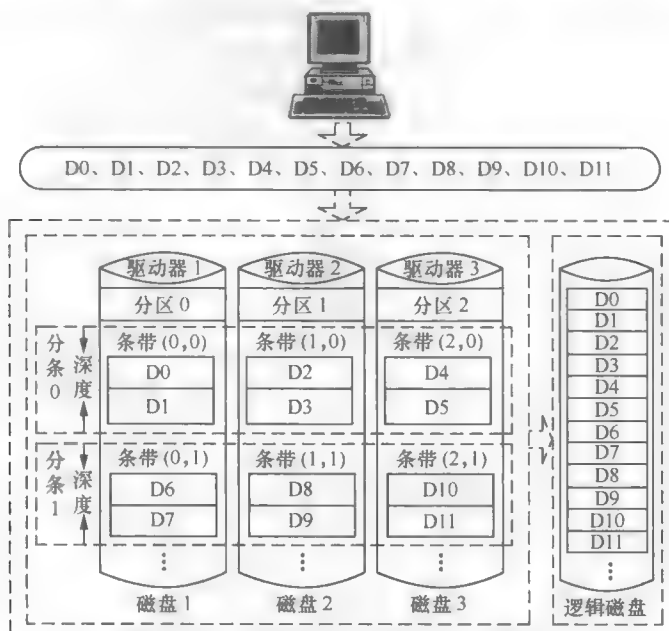 D0、D1、D2、D3、D4、D5、D6、D7、D8、D9、D10、D11
驱动器1
驱动器2
驱动器3
分区0
分区1
分区2
分条0
深度
条带(0,0)
D0
D1
条带(1,0)
D2
D3
条带(2,0)
D4
D5
分条1
深度
条带(0,1)
D6
D7
条带(1,1)
D8
D9
条带(2,1)
D10
D11
⋮
⋮
⋮
磁盘1
磁盘2
磁盘3
D0
D1
D2
D3
D4
D5
D6
D7
D8
D9
D10
D11
⋮
逻辑磁盘